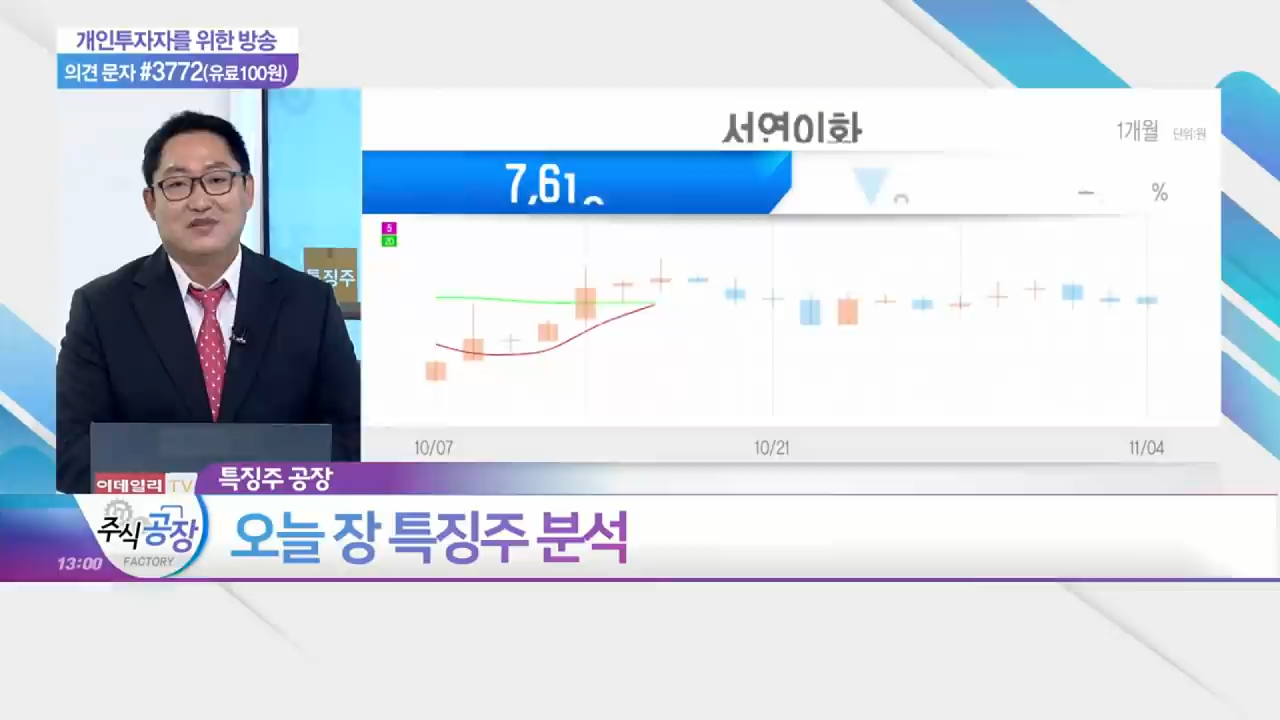 개인투자자를 위한 방송
의견 문자 #3772(유료100원)
서연이화
1개월 단위:원
7,61
- %
5
20
특징주
10/07 10/21 11/04
이데일리 TV
특징주 공장
주식공장
FACTORY
13:00
오늘 장 특징주 분석